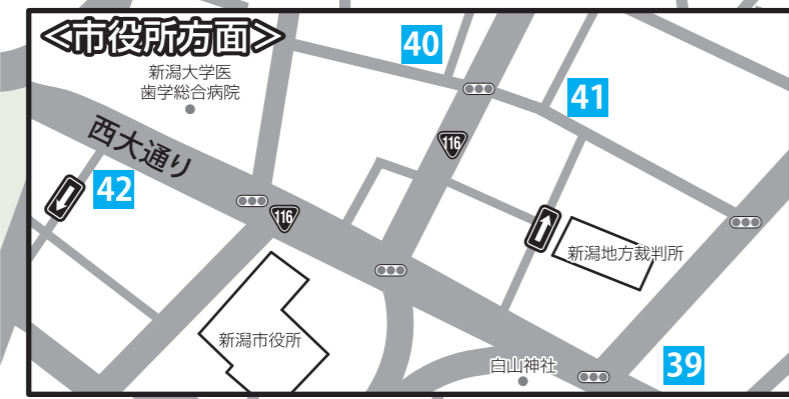 <市役所方面>
新潟大学医
歯学総合病院
40
41
116
西大通り
42
116
新潟地方裁判所
新潟市役所
白山神社
39